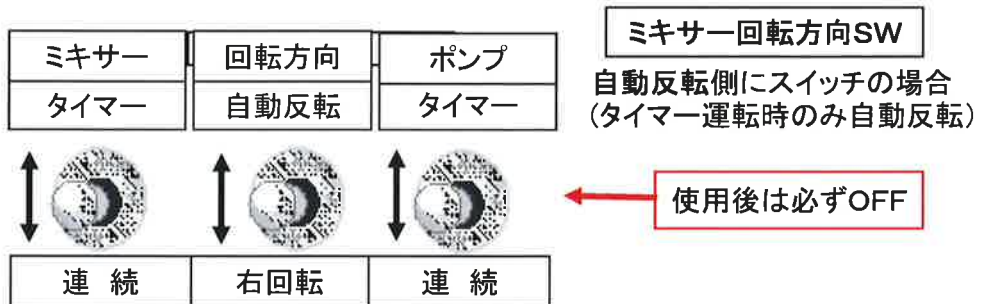 ミキサー 回転方向 ポンプ
タイマー 自動反転 タイマー
連 続 右回転 連 続
ミキサー回転方向SW
自動反転側にスイッチの場合
(タイマー運転時のみ自動反転)
使用後は必ずOFF